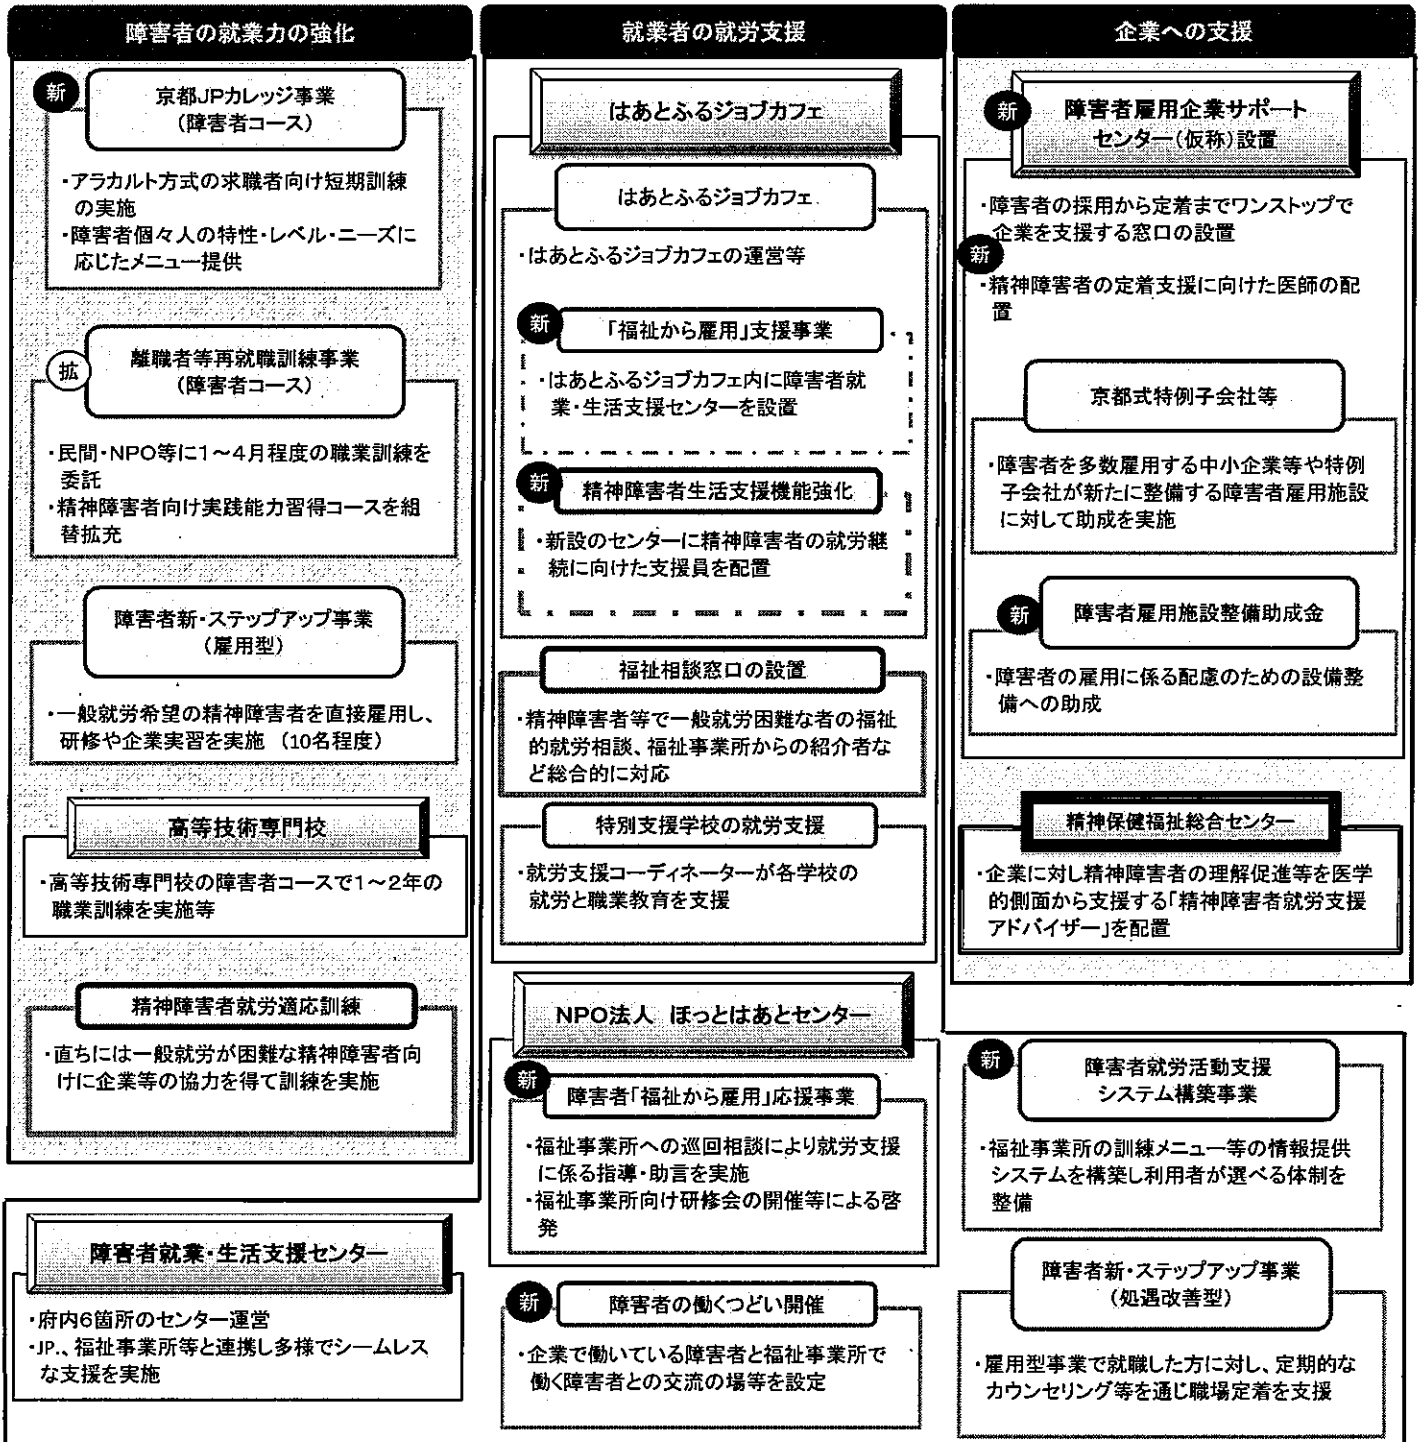 障害者の就業力の強化
新
京都JPカレッジ事業
(障害者コース)
・アラカルト方式の求職者向け短期訓練
の実施
・障害者個々人の特性・レベル・ニーズに
応じたメニュー提供
拡
離職者等再就職訓練事業
(障害者コース)
・民間・NPO等に1～4月程度の職業訓練を
委託
・精神障害者向け実践能力習得コースを組
替拡充
障害者新・ステップアップ事業
(雇用型)
・一般就労希望の精神障害者を直接雇用し、
研修や企業実習を実施 (10名程度)
高等技術専門校
・高等技術専門校の障害者コースで1～2年の
職業訓練を実施等
精神障害者就労適応訓練
・直ちには一般就労が困難な精神障害者向
けに企業等の協力を得て訓練を実施
障害者就業・生活支援センター
・府内6箇所のセンター運営
・JP.、福祉事業所等と連携し多様でシームレス
な支援を実施
就業者の就労支援
はあとふるジョブカフェ
はあとふるジョブカフェ
・はあとふるジョブカフェの運営等
新
「福祉から雇用」支援事業
・はあとふるジョブカフェ内に障害者就
業・生活支援センターを設置
新
精神障害者生活支援機能強化
・新設のセンターに精神障害者の就労継
続に向けた支援員を配置
福祉相談窓口の設置
・精神障害者等で一般就労困難な者の福祉
的就労相談、福祉事業所からの紹介者な
ど総合的に対応
特別支援学校の就労支援
・就労支援コーディネーターが各学校の
就労と職業教育を支援
NPO法人 ほっとはあとセンター
新
障害者「福祉から雇用」応援事業
・福祉事業所への巡回相談により就労支援
に係る指導・助言を実施
・福祉事業所向け研修会の開催等による啓
発
新
障害者の働くつどい開催
・企業で働いている障害者と福祉事業所で
働く障害者との交流の場等を設定
企業への支援
新
障害者雇用企業サポート
センター(仮称)設置
・障害者の採用から定着までワンストップで
企業を支援する窓口の設置
新
・精神障害者の定着支援に向けた医師の配
置
京都式特例子会社等
・障害者を多数雇用する中小企業等や特例
子会社が新たに整備する障害者雇用施設
に対して助成を実施
新
障害者雇用施設整備助成金
・障害者の雇用に係る配慮のための設備整
備への助成
精神保健福祉総合センター
・企業に対し精神障害者の理解促進等を医学
的側面から支援する「精神障害者就労支援
アドバイザー」を配置
新
障害者就労活動支援
システム構築事業
・福祉事業所の訓練メニュー等の情報提供
システムを構築し利用者が選べる体制を
整備
障害者新・ステップアップ事業
(処遇改善型)
・雇用型事業で就職した方に対し、定期的な
カウンセリング等を通じ職場定着を支援